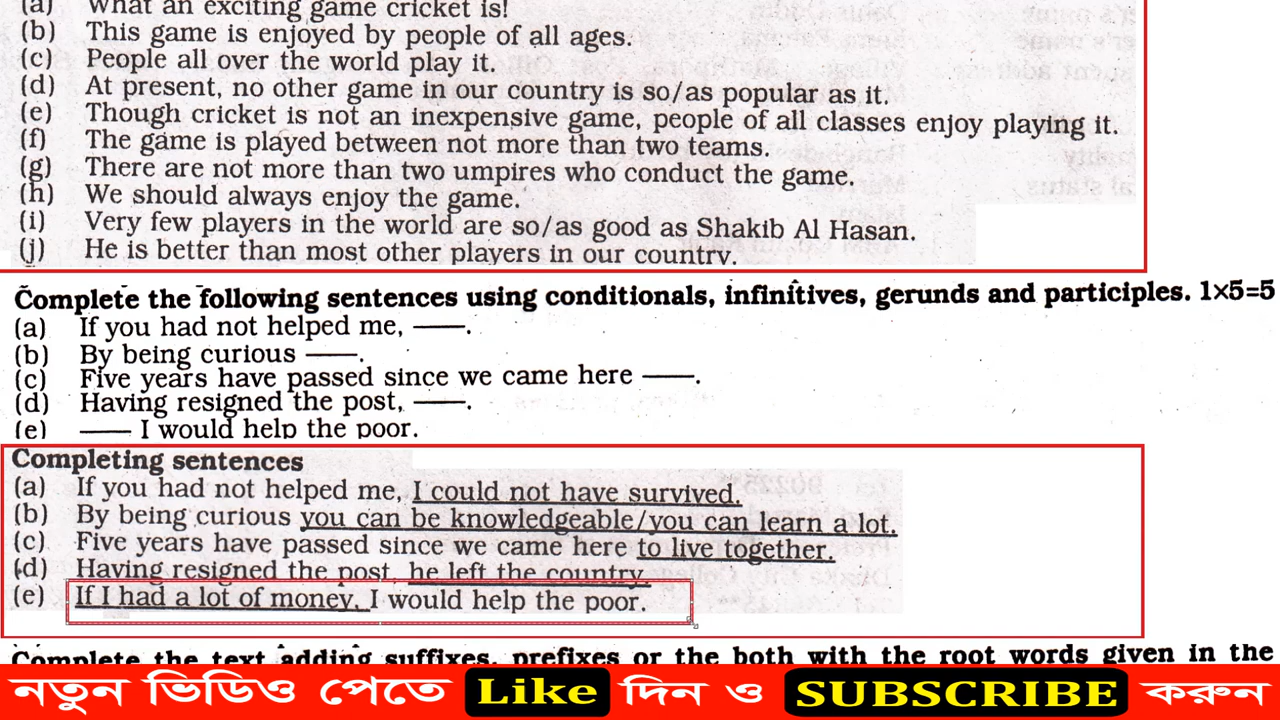 (a) What an exciting game cricket is!
(b) This game is enjoyed by people of all ages.
(c) People all over the world play it.
(d) At present, no other game in our country is so/as popular as it.
(e) Though cricket is not an inexpensive game, people of all classes enjoy playing it.
(f) The game is played between not more than two teams.
(g) There are not more than two umpires who conduct the game.
(h) We should always enjoy the game.
(i) Very few players in the world are so/as good as Shakib Al Hasan.
(j) He is better than most other players in our country.
Complete the following sentences using conditionals, infinitives, gerunds and participles. 1×5=5
(a) If you had not helped me, ——.
(b) By being curious ——.
(c) Five years have passed since we came here ——.
(d) Having resigned the post, ——.
(e) —— I would help the poor.
Completing sentences
(a) If you had not helped me, I could not have survived.
(b) By being curious you can be knowledgeable/you can learn a lot.
(c) Five years have passed since we came here to live together.
(d) Having resigned the post, he left the country.
(e) If I had a lot of money, I would help the poor.
Complete the text adding suffixes, prefixes or the both with the root words given in the
নতুন ভিডিও পেতে Like দিন ও SUBSCRIBE করুন